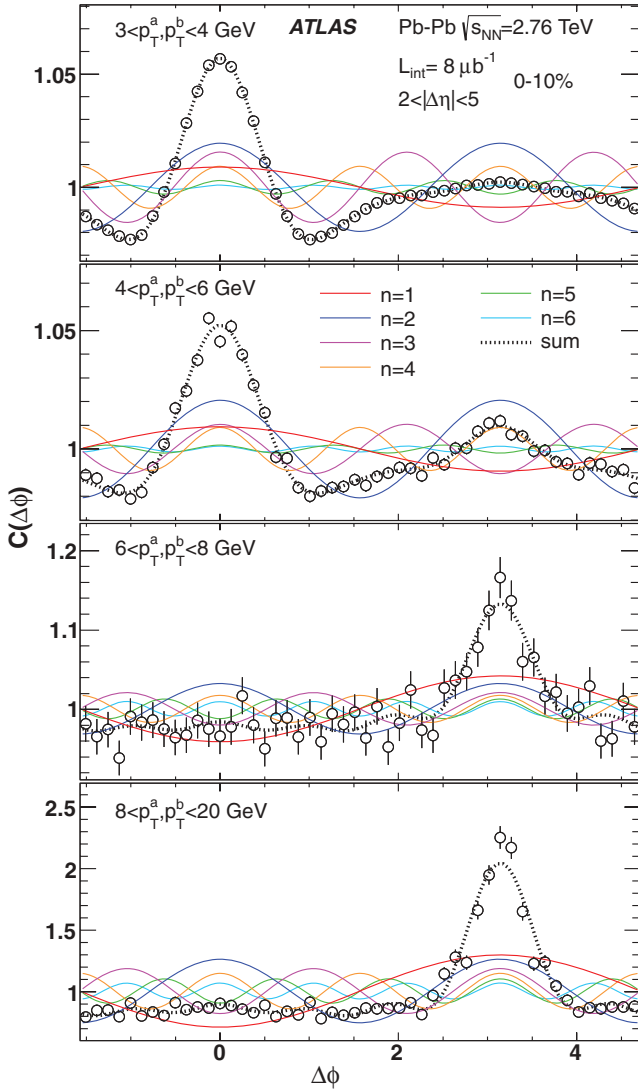 3<p_T^a,p_T^b<4 GeV ATLAS Pb-Pb √s_NN=2.76 TeV
L_int= 8 μb^-1 0-10%
2<|Δη|<5
1.05
1
4<p_T^a,p_T^b<6 GeV
n=1 n=5
n=2 n=6
n=3 sum
n=4
1.05
1
C(Δϕ)
6<p_T^a,p_T^b<8 GeV
1.2
1.1
1
8<p_T^a,p_T^b<20 GeV
2.5
2
1.5
1
0 2 4
Δϕ